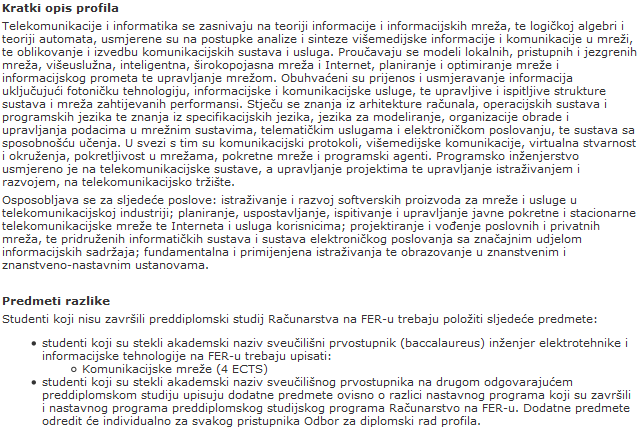 Kratki opis profila
Telekomunikacije i informatika se zasnivaju na teoriji informacije i informacijskih mreža, te logičkoj algebri i
teoriji automata, usmjerene su na postupke analize i sinteze višemedijske informacije i komunikacije u mreži,
te oblikovanje i izvedbu komunikacijskih sustava i usluga. Proučavaju se modeli lokalnih, pristupnih i jezgrenih
mreža, višeuslužna, inteligentna, širokopojasna mreža i Internet, planiranje i optimiranje mreže i
informacijskog prometa te upravljanje mrežom. Obuhvaćeni su prijenos i usmjeravanje informacija
uključujući fotoničku tehnologiju, informacijske i komunikacijske usluge, te upravljive i ispitljive strukture
sustava i mreža zahtijevanih performansi. Stječu se znanja iz arhitekture računala, operacijskih sustava i
programskih jezika te znanja iz specifikacijskih jezika, jezika za modeliranje, organizacije obrade i
upravljanja podacima u mrežnim sustavima, telematičkim uslugama i elektroničkom poslovanju, te sustava sa
sposobnošću učenja. U svezi s tim su komunikacijski protokoli, višemedijske komunikacije, virtualna stvarnost
i okruženja, pokretljivost u mrežama, pokretne mreže i programski agenti. Programsko inženjerstvo
usmjereno je na telekomunikacijske sustave, a upravljanje projektima te upravljanje istraživanjem i
razvojem, na telekomunikacijsko tržište.
Osposobljava se za sljedeće poslove: istraživanje i razvoj softverskih proizvoda za mreže i usluge u
telekomunikacijskoj industriji; planiranje, uspostavljanje, ispitivanje i upravljanje javne pokretne i stacionarne
telekomunikacijske mreže te Interneta i usluga korisnicima; projektiranje i vođenje poslovnih i privatnih
mreža, te pridruženih informatičkih sustava i sustava elektroničkog poslovanja sa značajnim udjelom
informacijskih sadržaja; fundamentalna i primijenjena istraživanja te obrazovanje u znanstvenim i
znanstveno-nastavnim ustanovama.
Predmeti razlike
Studenti koji nisu završili preddiplomski studij Računarstva na FER-u trebaju položiti sljedeće predmete:
• studenti koji su stekli akademski naziv sveučilišni prvostupnik (baccalaureus) inženjer elektrotehnike i
informacijske tehnologije na FER-u trebaju upisati:
◦ Komunikacijske mreže (4 ECTS)
• studenti koji su stekli akademski naziv sveučilišnog prvostupnika na drugom odgovarajućem
preddiplomskom studiju upisuju dodatne predmete ovisno o razlici nastavnog programa koji su završili
i nastavnog programa preddiplomskog studijskog programa Računarstvo na FER-u. Dodatne predmete
odredit će individualno za svakog pristupnika Odbor za diplomski rad profila.